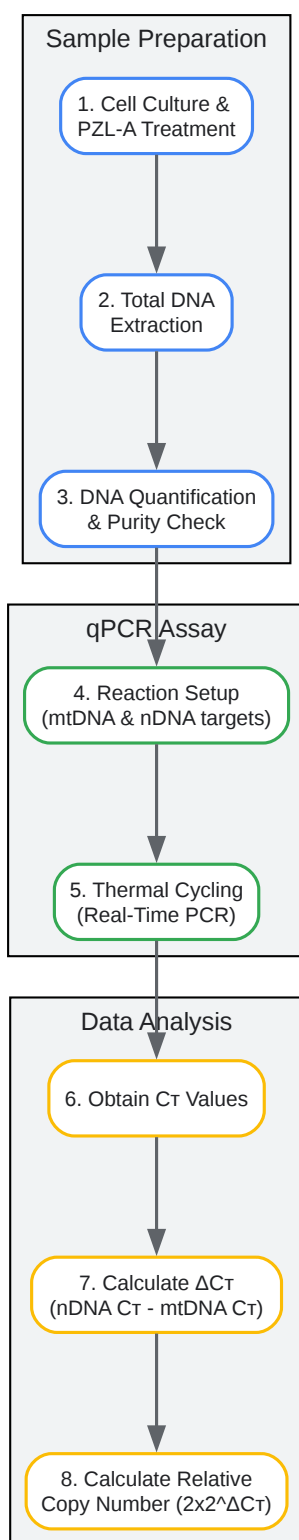 Sample Preparation
1. Cell Culture &
PZL-A Treatment
2. Total DNA
Extraction
3. DNA Quantification
& Purity Check
qPCR Assay
4. Reaction Setup
(mtDNA & nDNA targets)
5. Thermal Cycling
(Real-Time PCR)
Data Analysis
6. Obtain Cᴛ Values
7. Calculate ΔCᴛ
(nDNA Cᴛ - mtDNA Cᴛ)
8. Calculate Relative
Copy Number (2x2^ΔCᴛ)